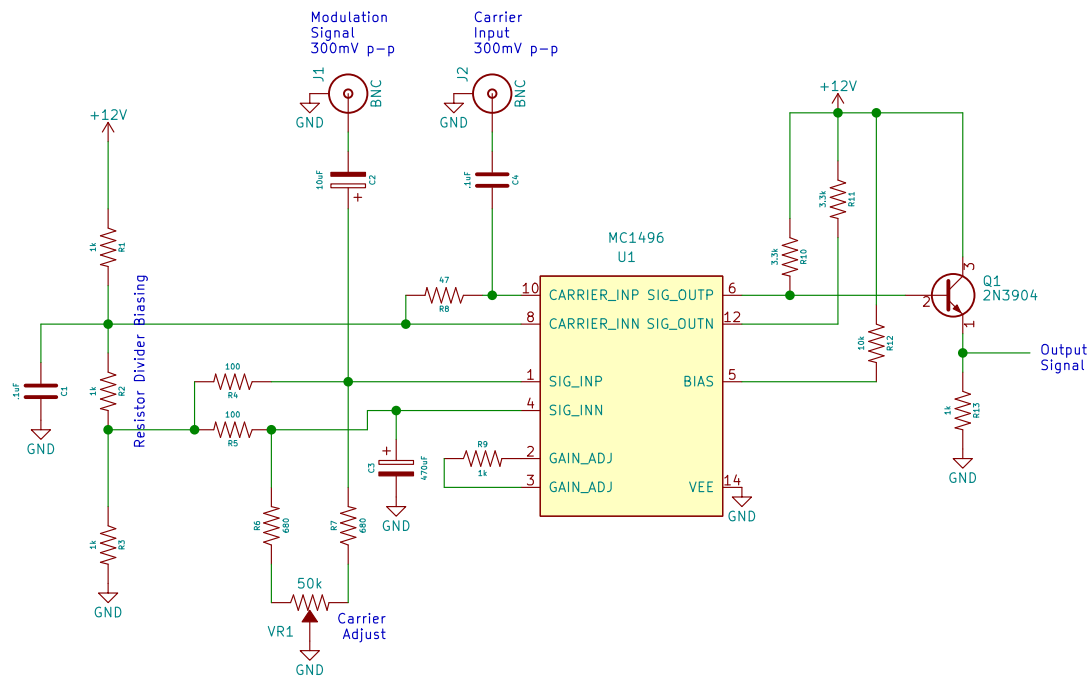 Modulation
Signal
300mV p-p
Carrier
Input
300mV p-p
J1
BNC
GND
J2
BNC
GND
+12V
+12V
10uF
C2
.1uF
C4
3.3k
R11
3.3k
R10
1k
R1
MC1496
U1
47
R8
10
CARRIER_INP
SIG_OUTP
6
8
CARRIER_INN
SIG_OUTN
12
3
Q1
2N3904
2
1
10k
R12
Output
Signal
Resistor Divider Biasing
.1uF
C1
GND
1k
R2
100
R4
100
R5
1
SIG_INP
BIAS
5
4
SIG_INN
1k
R13
GND
C3
470uF
GND
R9
1k
2
GAIN_ADJ
3
GAIN_ADJ
VEE
14
GND
1k
R3
GND
R6
680
R7
680
50k
VR1
Carrier
Adjust
GND